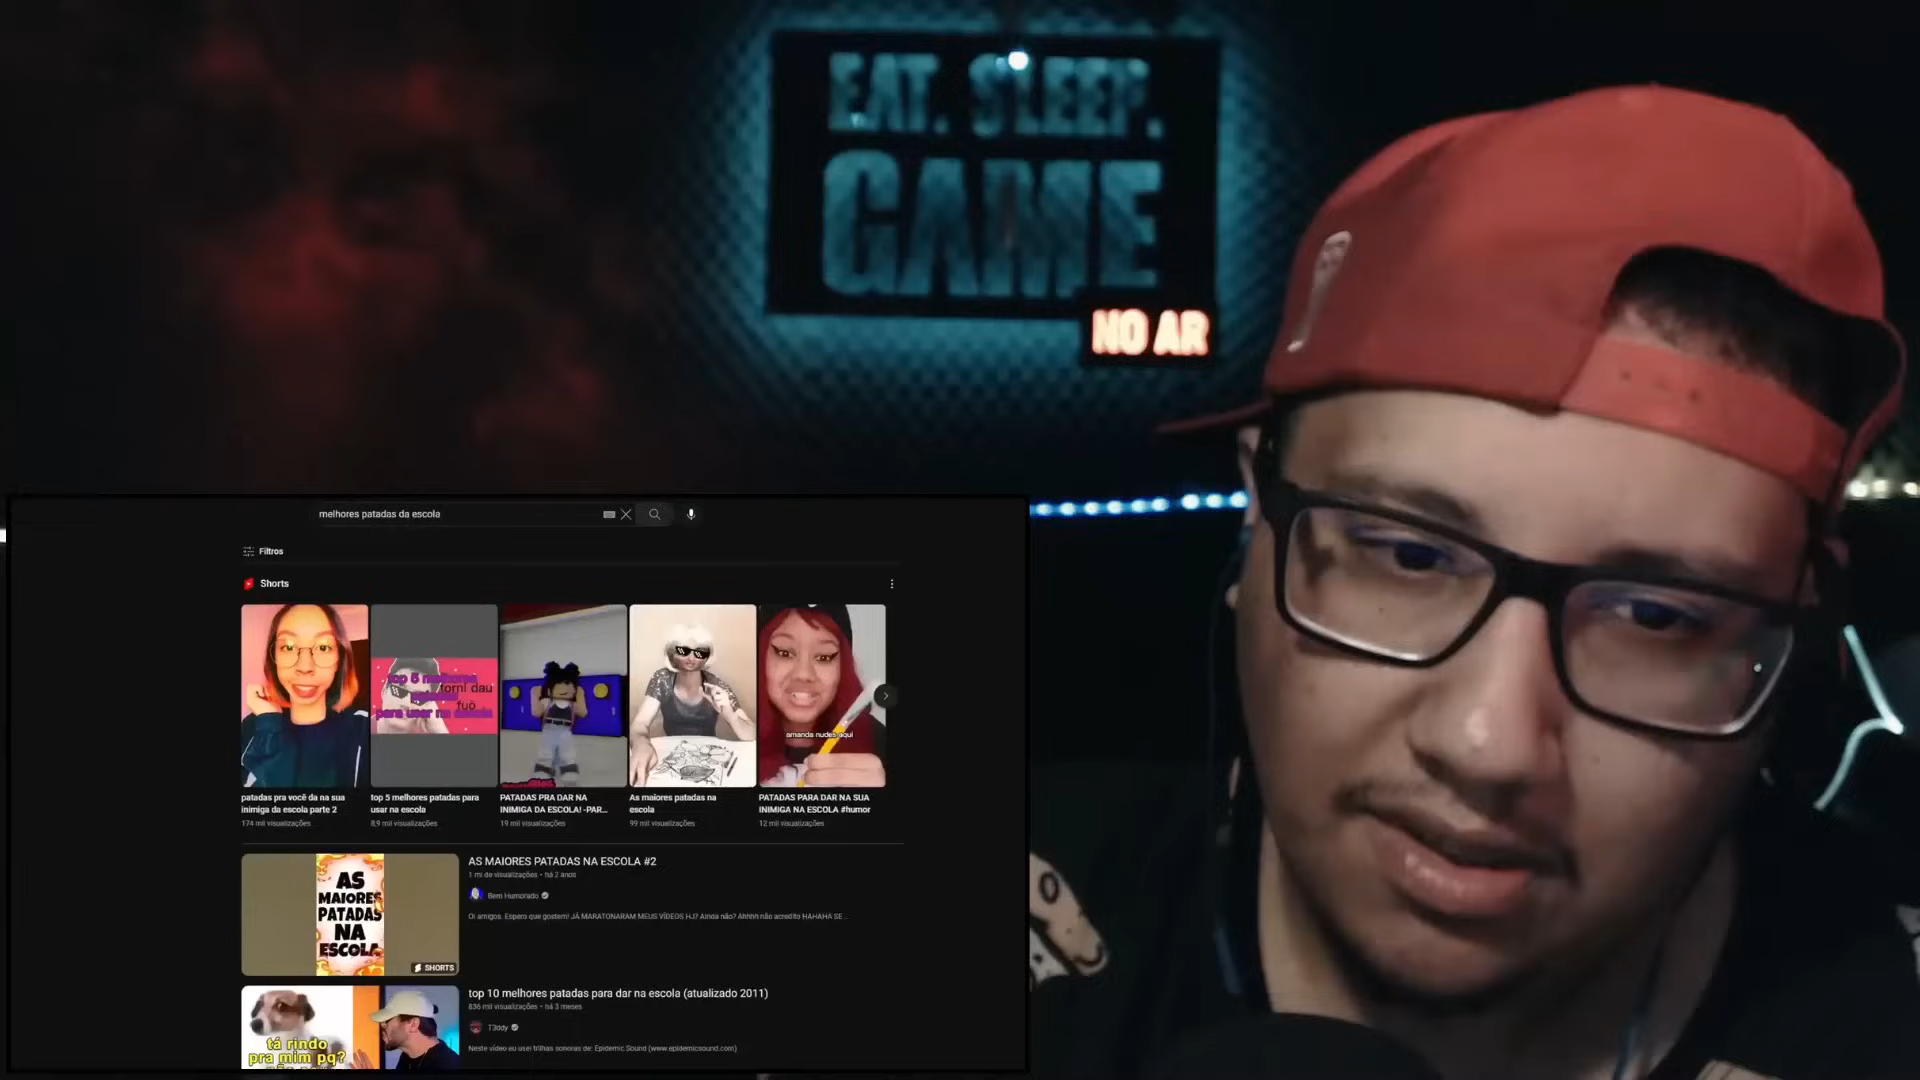 EAT. SLEEP.
GAME
NO AR
melhores patadas da escola
Filtros
Shorts
top 5 melhores
para usar na escola
torni dau
fuò
amanda nudes aqui
patadas pra você da na sua
inimiga da escola parte 2
174 mil visualizações
top 5 melhores patadas para
usar na escola
8,9 mil visualizações
PATADAS PRA DAR NA
INIMIGA DA ESCOLA! -PAR...
19 mil visualizações
As maiores patadas na
escola
99 mil visualizações
PATADAS PARA DAR NA SUA
INIMIGA NA ESCOLA #humor
12 mil visualizações
AS
MAIORES
PATADAS
NA
ESCOLA
SHORTS
AS MAIORES PATADAS NA ESCOLA #2
1 mi de visualizações • há 2 anos
Bem Humorado
Oi amigos. Espero que gostem! JÁ MARATONARAM MEUS VÍDEOS HJ? Ainda não? Ahhhh não acredito HAHAHA SE ...
tá rindo
pra mim pq?
top 10 melhores patadas para dar na escola (atualizado 2011)
836 mil visualizações • há 3 meses
T3ddy
Neste vídeo eu usei trilhas sonoras de: Epidemic Sound (www.epidemicsound.com)